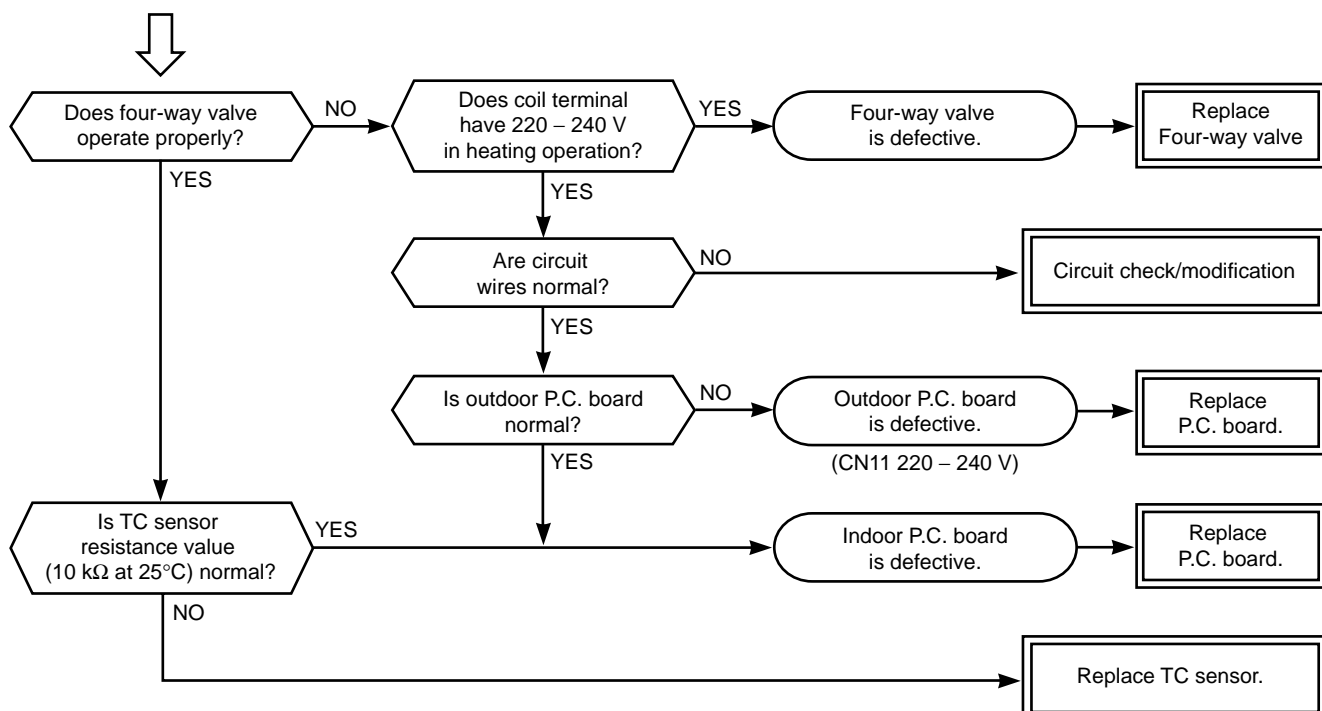 Does four-way valve
operate properly?
NO
Does coil terminal
have 220 – 240 V
in heating operation?
YES
Four-way valve
is defective.
Replace
Four-way valve
YES
YES
Are circuit
wires normal?
NO
Circuit check/modification
YES
Is outdoor P.C. board
normal?
NO
Outdoor P.C. board
is defective.
(CN11 220 – 240 V)
Replace
P.C. board.
YES
Is TC sensor
resistance value
(10 kΩ at 25°C) normal?
YES
Indoor P.C. board
is defective.
Replace
P.C. board.
NO
Replace TC sensor.